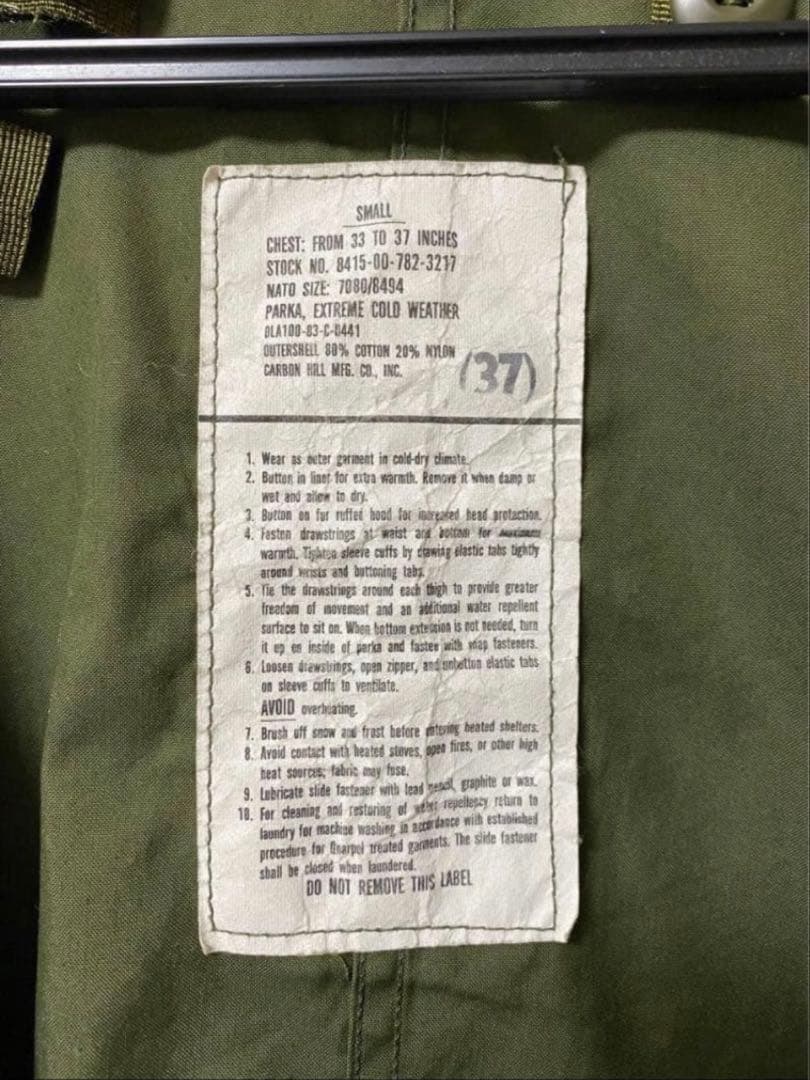 SMALL
CHEST: FROM 33 TO 37 INCHES
STOCK NO. 8415-00-782-3217
NATO SIZE: 7080/8494
PARKA, EXTREME COLD WEATHER
DLA100-83-C-0441
OUTERSHELL 80% COTTON 20% NYLON
CARBON HILL MFG. CO., INC.
(37)
1. Wear as outer garment in cold-dry climate.
2. Button in liner for extra warmth. Remove it when damp or
wet and allow to dry.
3. Button on fur ruffed hood for increased head protection.
4. Fasten drawstrings at waist and bottom for maximum
warmth. Tighten sleeve cuffs by drawing elastic tabs tightly
around wrists and buttoning tabs.
5. Tie the drawstrings around each thigh to provide greater
freedom of movement and an additional water repellent
surface to sit on. When bottom extension is not needed, turn
it up on inside of parka and fasten with snap fasteners.
6. Loosen drawstrings, open zipper, and unbutton elastic tabs
on sleeve cuffs to ventilate.
AVOID overheating.
7. Brush off snow and frost before entering heated shelters.
8. Avoid contact with heated stoves, open fires, or other high
heat sources; fabric may fuse.
9. Lubricate slide fastener with lead pencil, graphite or wax.
10. For cleaning and restoring of water repellency return to
laundry for machine washing in accordance with established
procedure for Quarpel treated garments. The slide fastener
shall be closed when laundered.
DO NOT REMOVE THIS LABEL